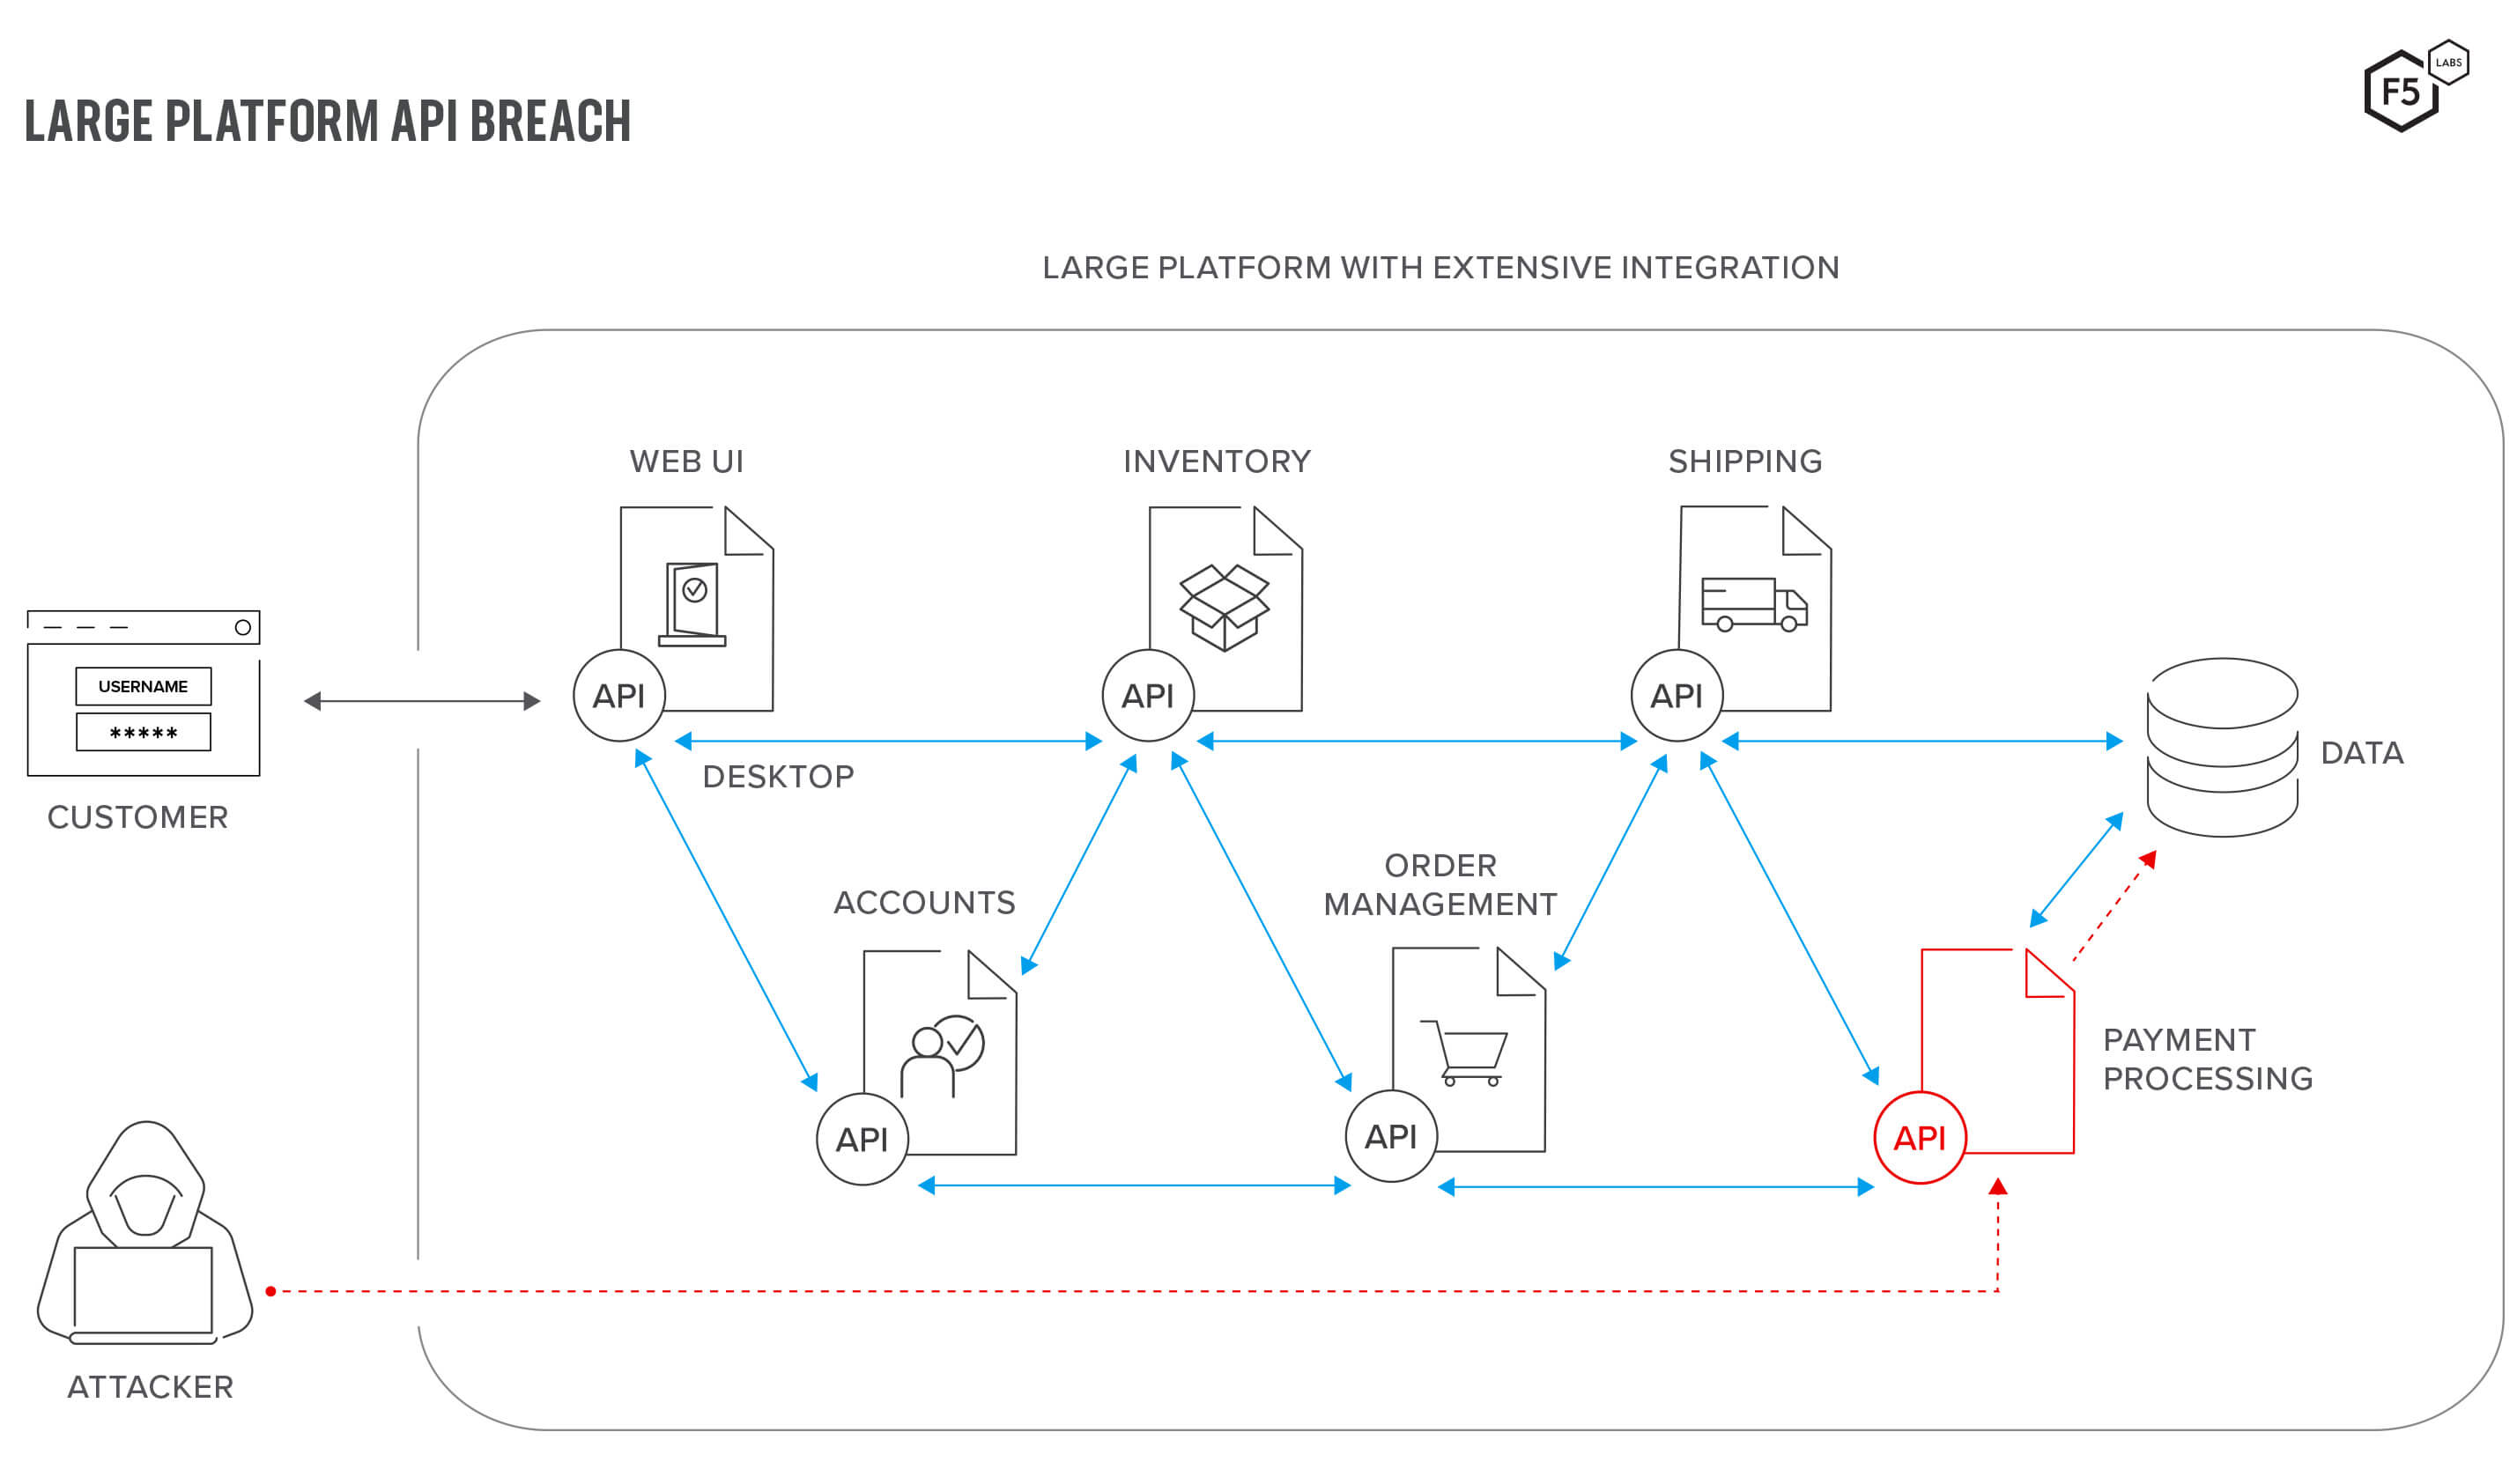 LARGE PLATFORM API BREACH
F5
LABS
LARGE PLATFORM WITH EXTENSIVE INTEGRATION
WEB UI
INVENTORY
SHIPPING
API
API
API
USERNAME
*****
CUSTOMER
DESKTOP
DATA
ACCOUNTS
ORDER
MANAGEMENT
PAYMENT
PROCESSING
API
API
API
ATTACKER